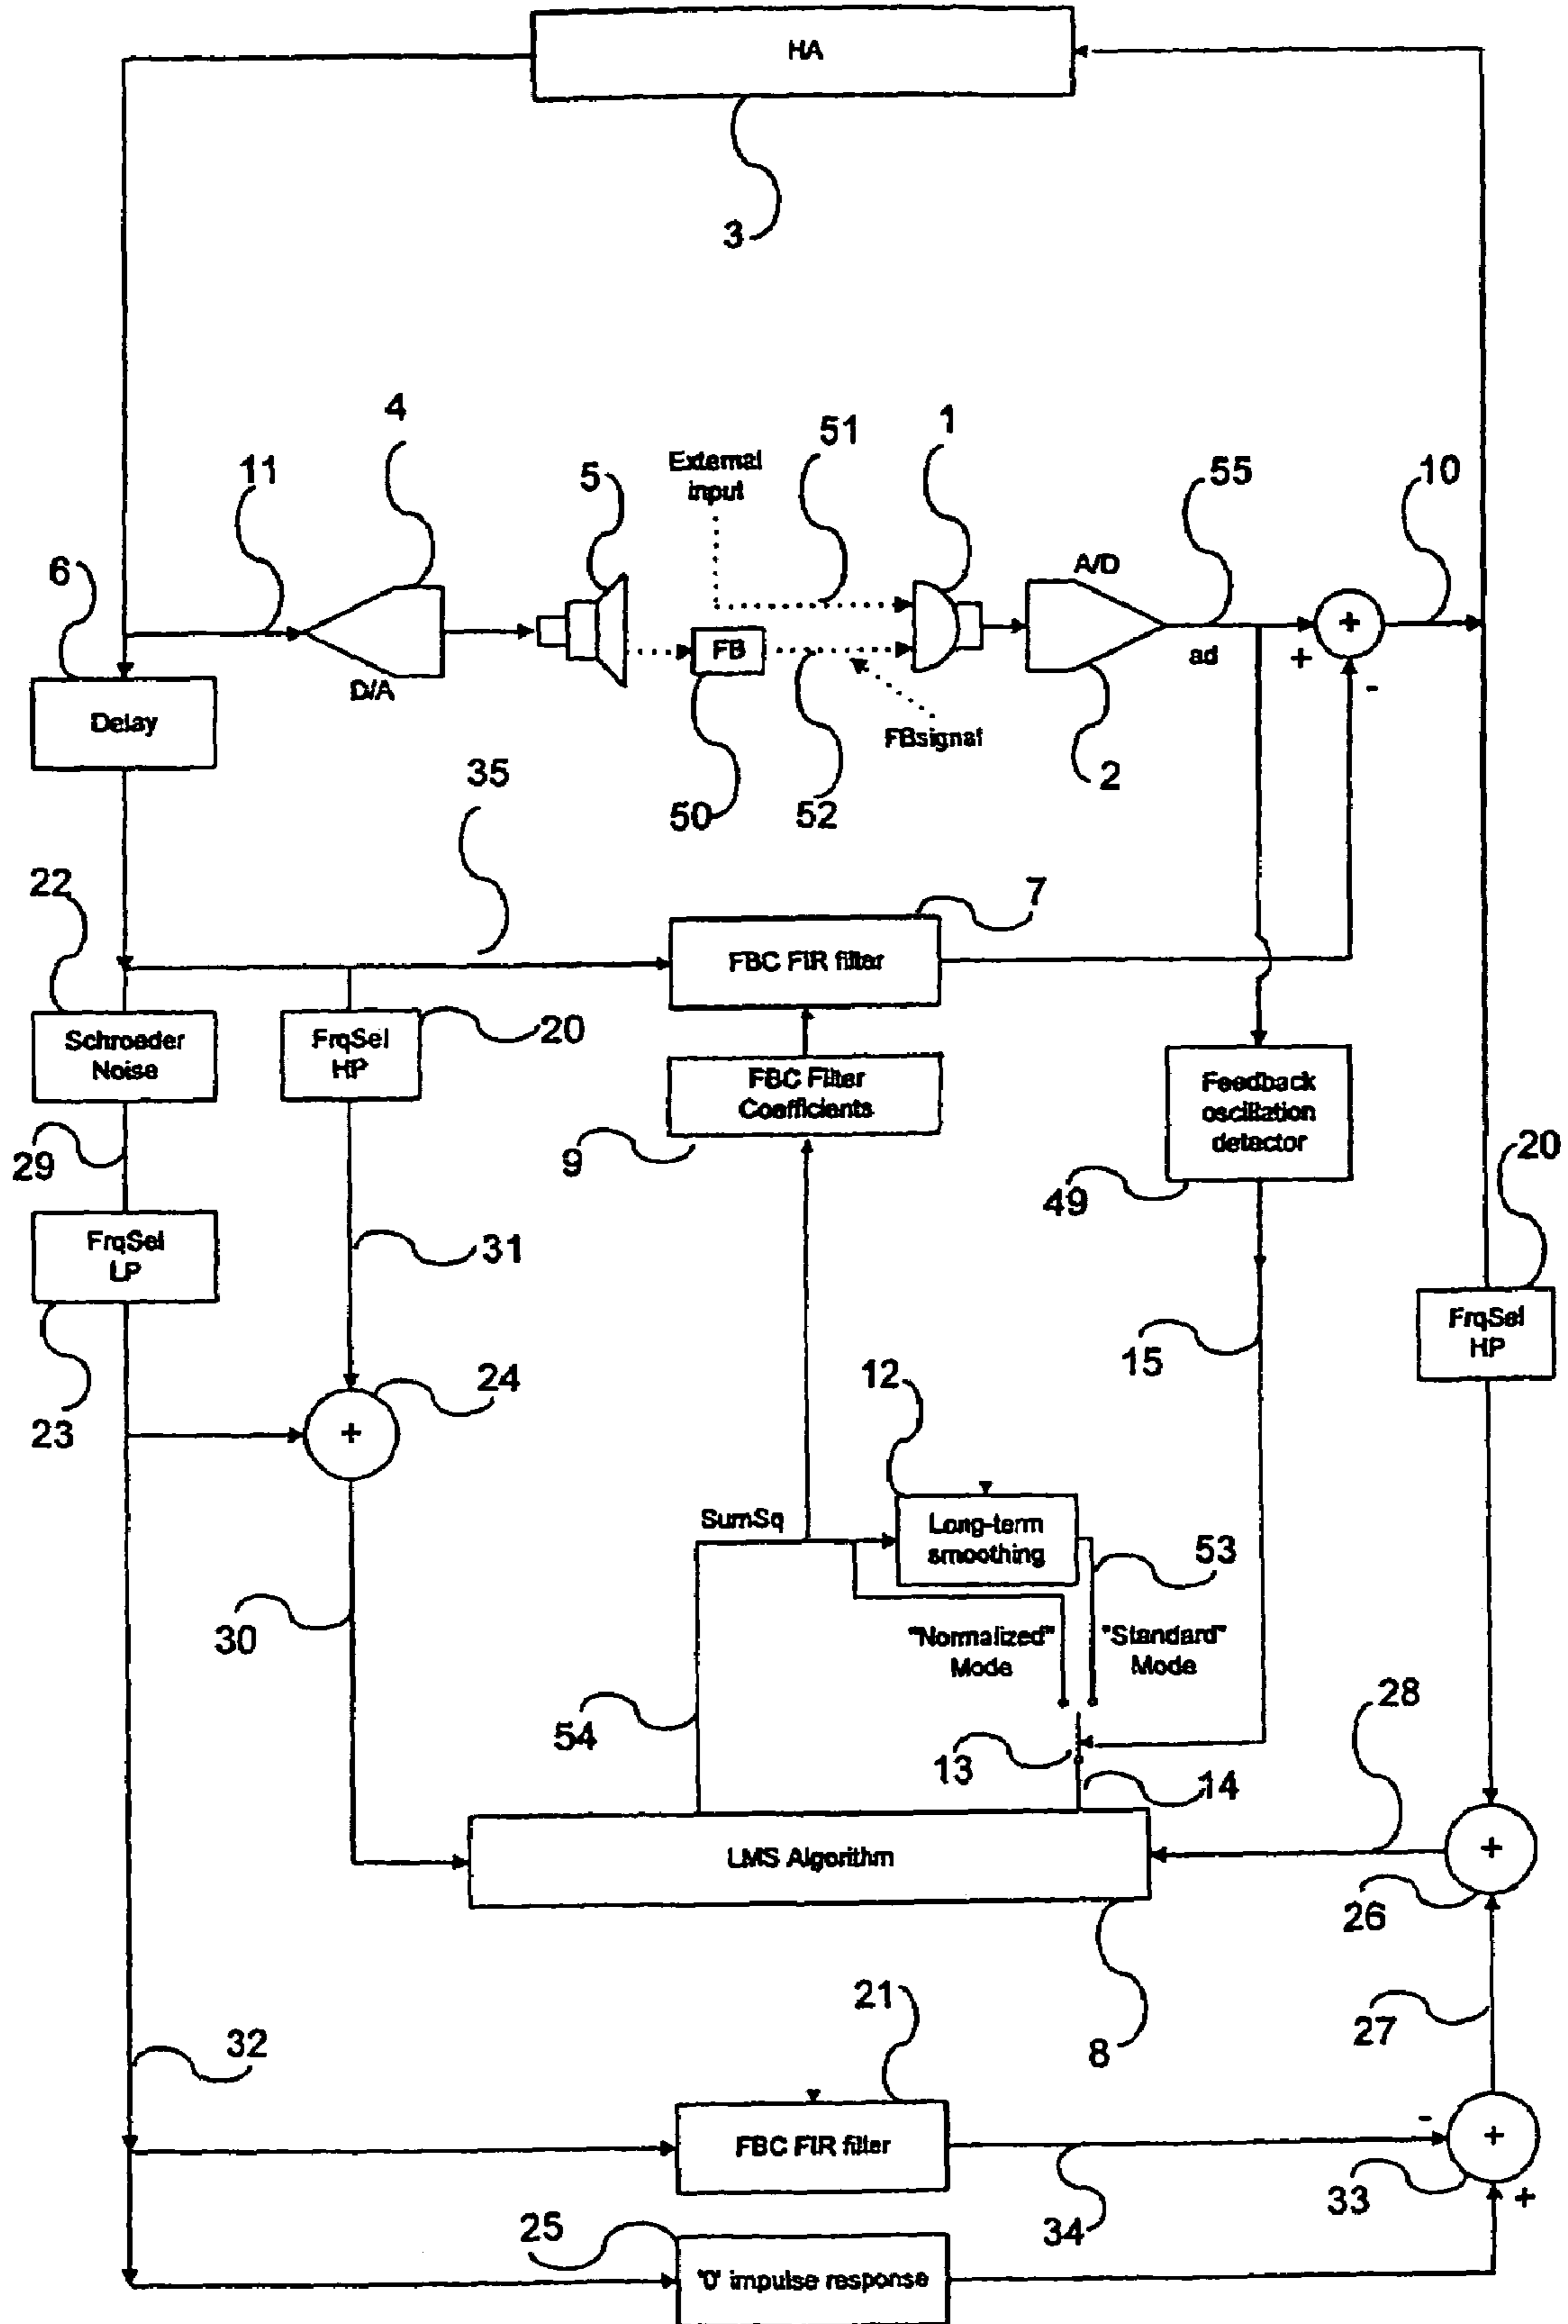 HA
3
4
51
1
11
5
External
input
55
10
6
A/D
+
FB
ad
+
-
D/A
Delay
FBsignal
2
35
50
52
22
7
FBC FIR filter
Schroeder
Noise
FrqSel
HP
20
FBC Filter
Coefficients
Feedback
oscillation
detector
29
9
49
20
FrqSel
LP
31
FrqSel
HP
15
12
24
23
+
SumSq
Long-term
smoothing
53
30
"Normalized"
Mode
"Standard"
Mode
54
28
13
14
LMS Algorithm
+
26
21
27
32
8
FBC FIR filter
-
+
33
+
34
25
'0' impulse response